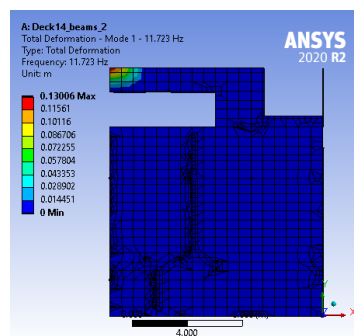 A: Deck14_beams_2
Total Deformation - Mode 1 - 11.723 Hz
Type: Total Deformation
Frequency: 11.723 Hz
Unit: m
ANSYS
2020 R2
0.13006 Max
0.11561
0.10116
0.086706
0.072255
0.057804
0.043353
0.028902
0.014451
0 Min
Y
X
4.000